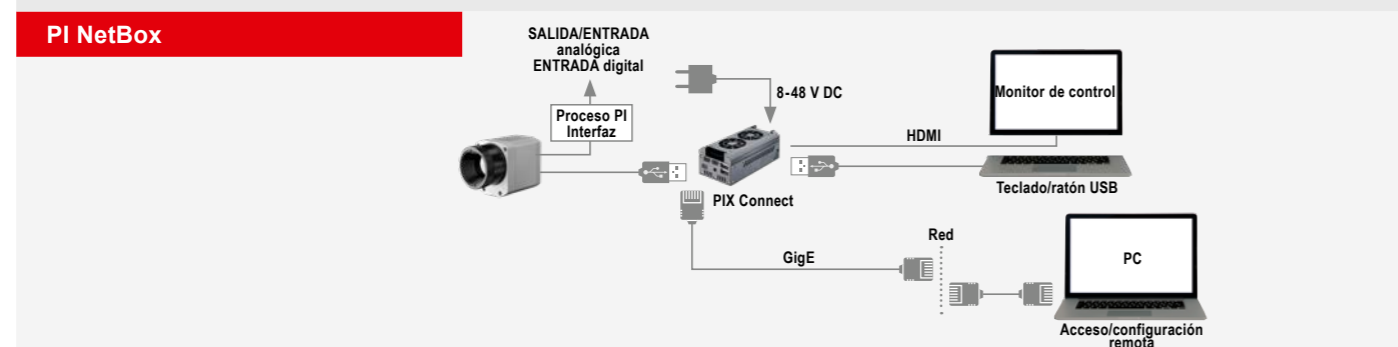 PI NetBox
SALIDA/ENTRADA
analógica
ENTRADA digital
8-48 V DC
Proceso PI
Interfaz
Monitor de control
HDMI
Teclado/ratón USB
PIX Connect
Red
GigE
PC
Acceso/configuración
remota